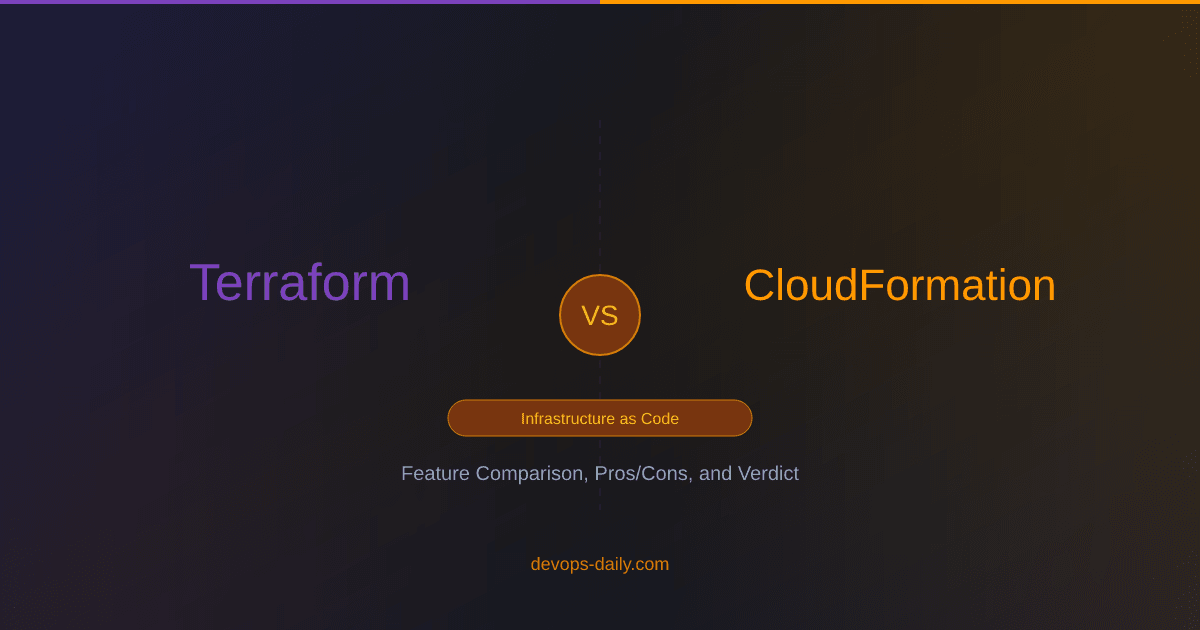 Terraform
VS
CloudFormation
Infrastructure as Code
Feature Comparison, Pros/Cons, and Verdict
devops-daily.com